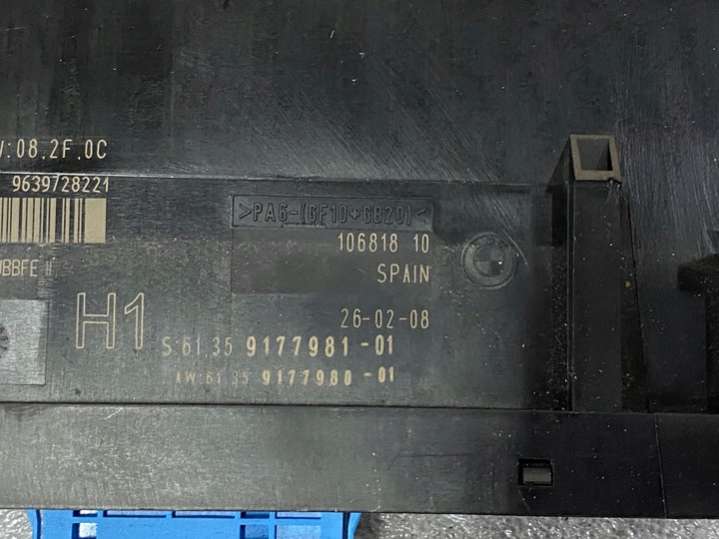 :08.2F.0C
9639728221
>PA6-(GF10+GB20)<
106818 10
SPAIN
H1
26-02-08
S:61.35 9177981-01
AW:61.35 9177980-01